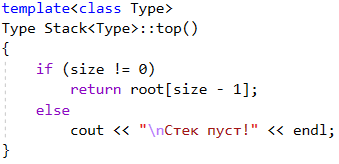 template<class Type>
Type Stack<Type>::top()
{
    if (size != 0)
        return root[size - 1];
    else
        cout << "\nСтек пуст!" << endl;
}